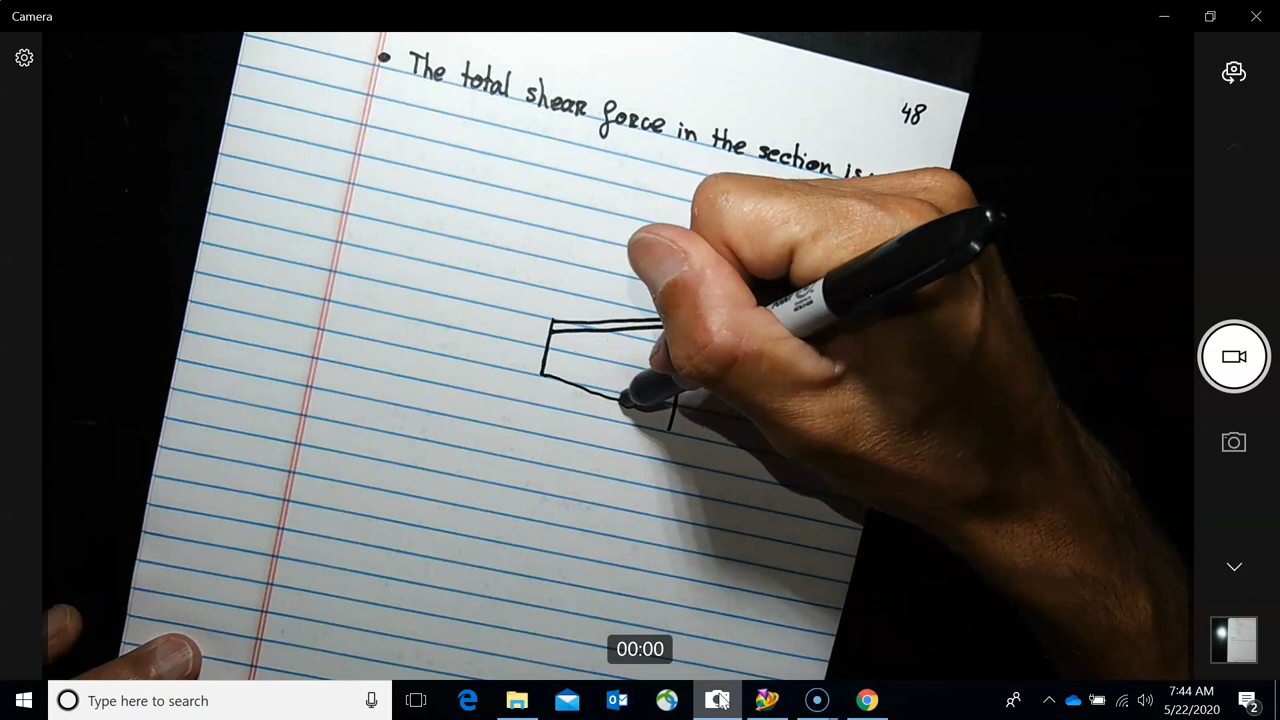 Camera
48
• The total shear force in the section is:
00:00
Type here to search
7:44 AM
5/22/2020
2